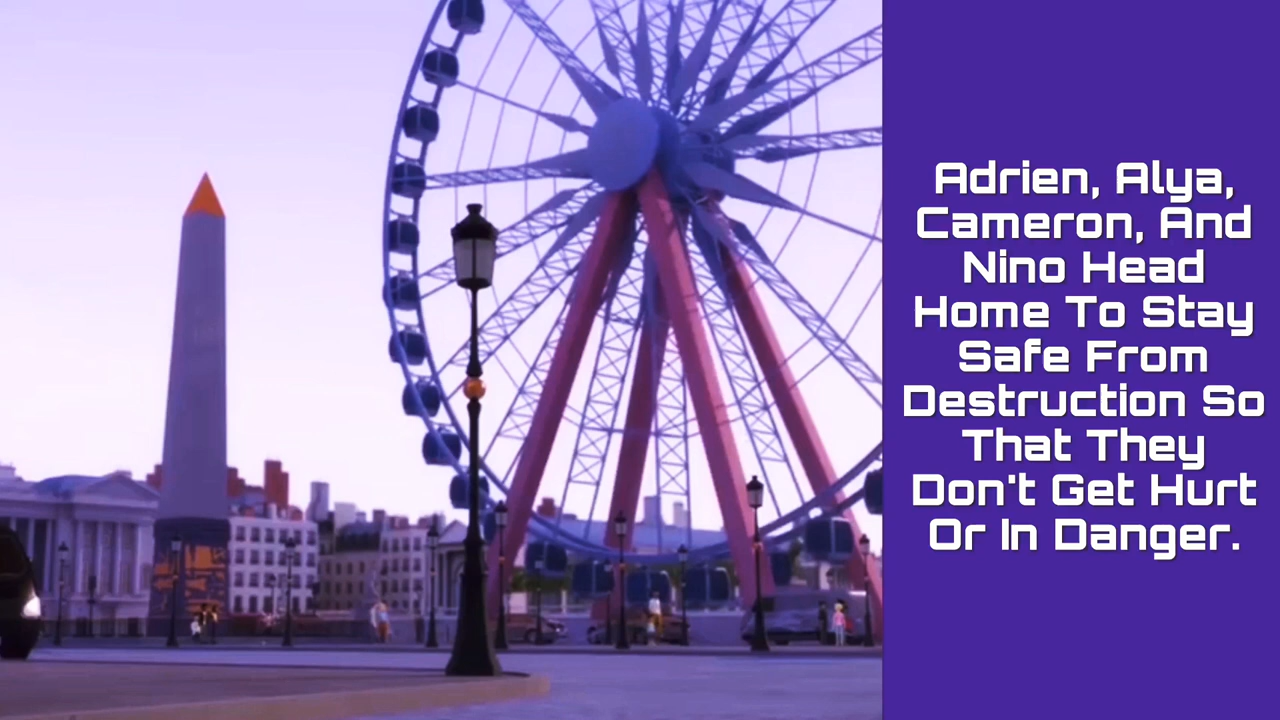 Adrien, Alya,
Cameron, And
Nino Head
Home To Stay
Safe From
Destruction So
That They
Don't Get Hurt
Or In Danger.